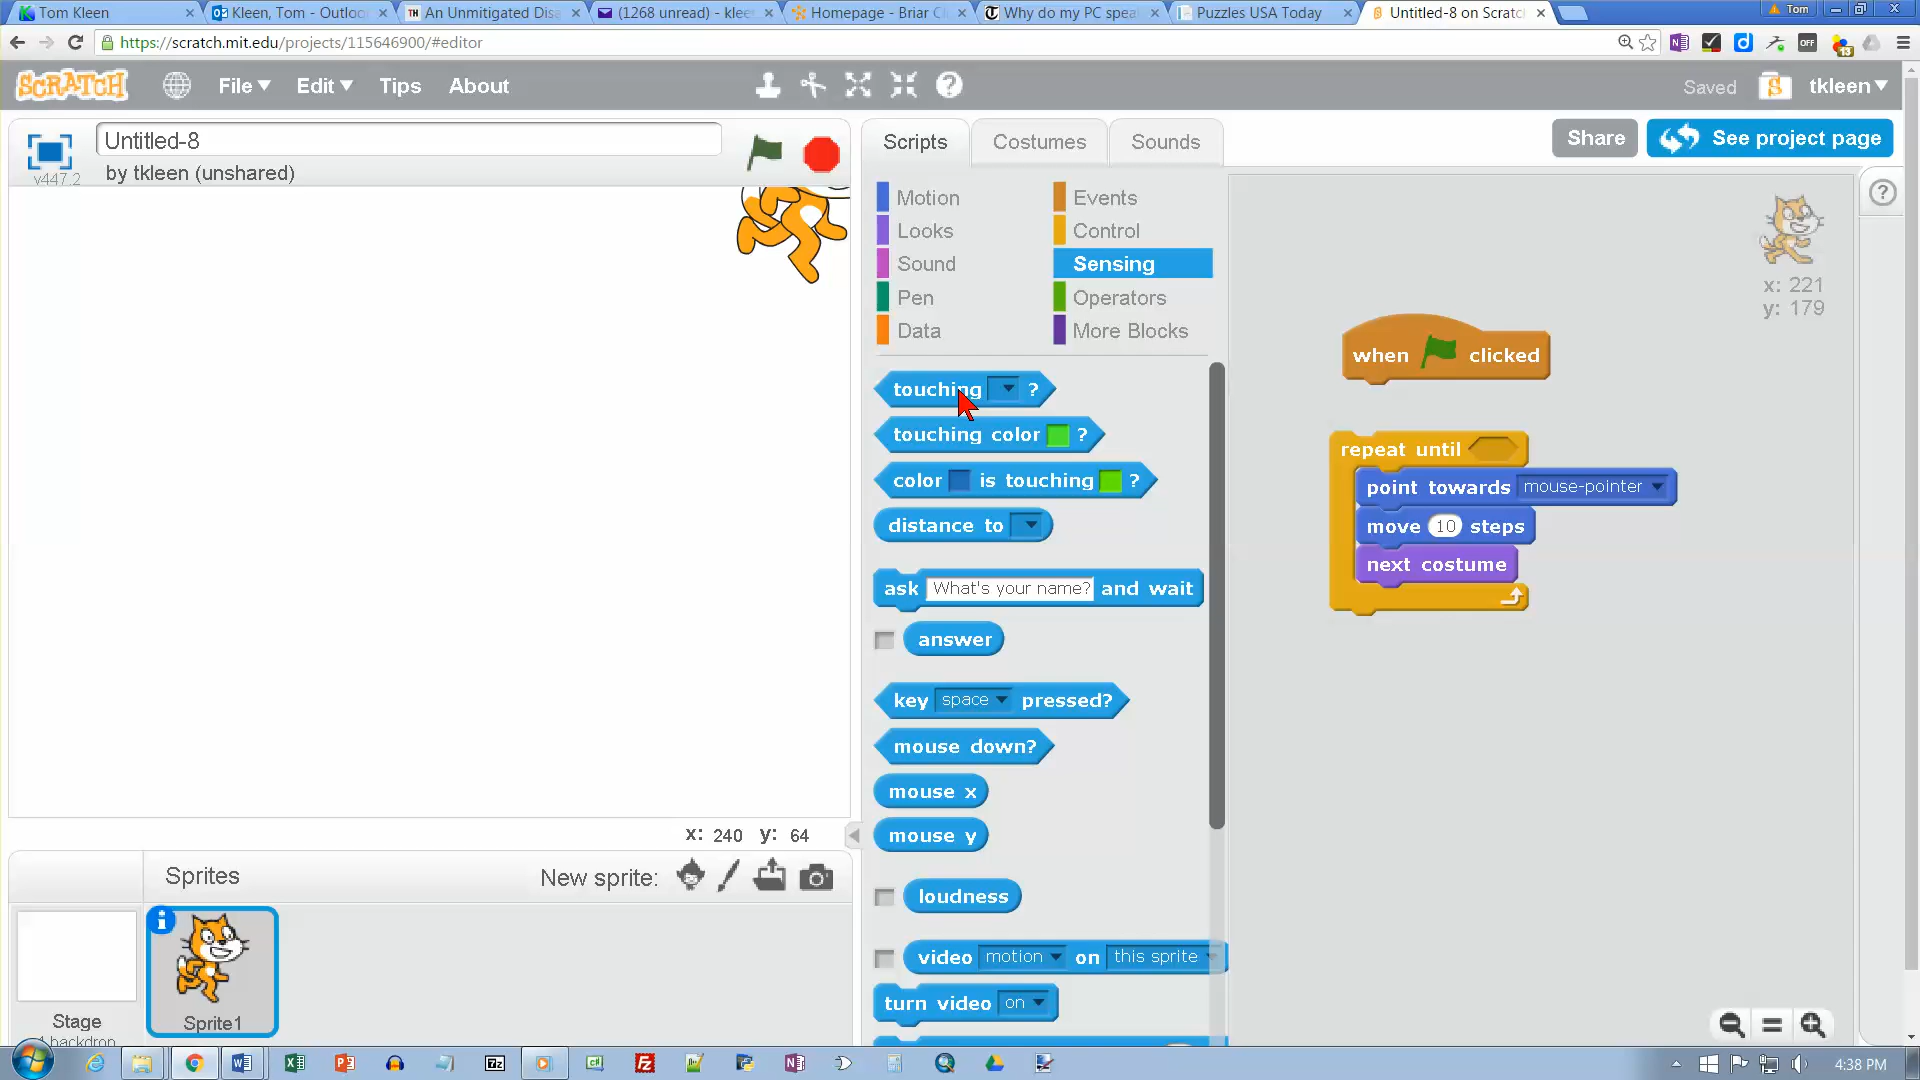 Tom Kleen
Kleen, Tom - Outloo
An Unmitigated Disa
(1268 unread) - klee
Homepage - Briar Cl
Why do my PC spea
Puzzles USA Today
Untitled-8 on Scratc
Tom
https://scratch.mit.edu/projects/115646900/#editor
OFF
13
SCRATCH
File
Edit
Tips
About
Saved
tkleen
Untitled-8
by tkleen (unshared)
v447.2
Scripts
Costumes
Sounds
Share
See project page
Motion
Events
Looks
Control
Sound
Sensing
Pen
Operators
Data
More Blocks
x: 221
y: 179
touching ?
touching color ?
color is touching ?
distance to
ask What's your name? and wait
answer
key space pressed?
mouse down?
mouse x
mouse y
loudness
video motion on this sprite
turn video on
when clicked
repeat until
point towards mouse-pointer
move 10 steps
next costume
x: 240 y: 64
Sprites
New sprite:
Stage
1 backdrop
Sprite1
4:38 PM